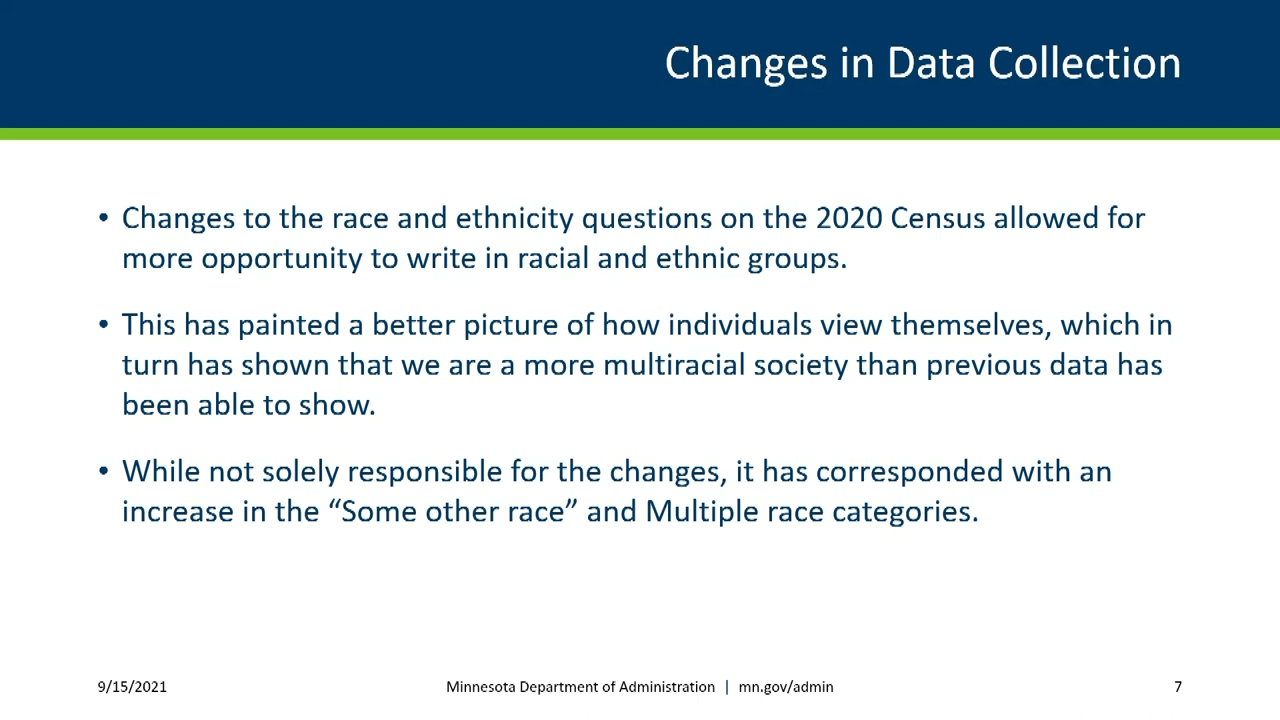 Changes in Data Collection
• Changes to the race and ethnicity questions on the 2020 Census allowed for
more opportunity to write in racial and ethnic groups.
• This has painted a better picture of how individuals view themselves, which in
turn has shown that we are a more multiracial society than previous data has
been able to show.
• While not solely responsible for the changes, it has corresponded with an
increase in the “Some other race” and Multiple race categories.
9/15/2021 Minnesota Department of Administration | mn.gov/admin 7